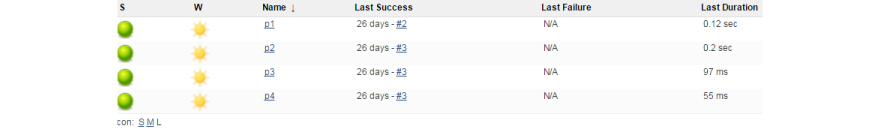 S W Name ↓ Last Success Last Failure Last Duration
p1 26 days - #2 N/A 0.12 sec
p2 26 days - #3 N/A 0.2 sec
p3 26 days - #3 N/A 97 ms
p4 26 days - #3 N/A 55 ms
con: S M L